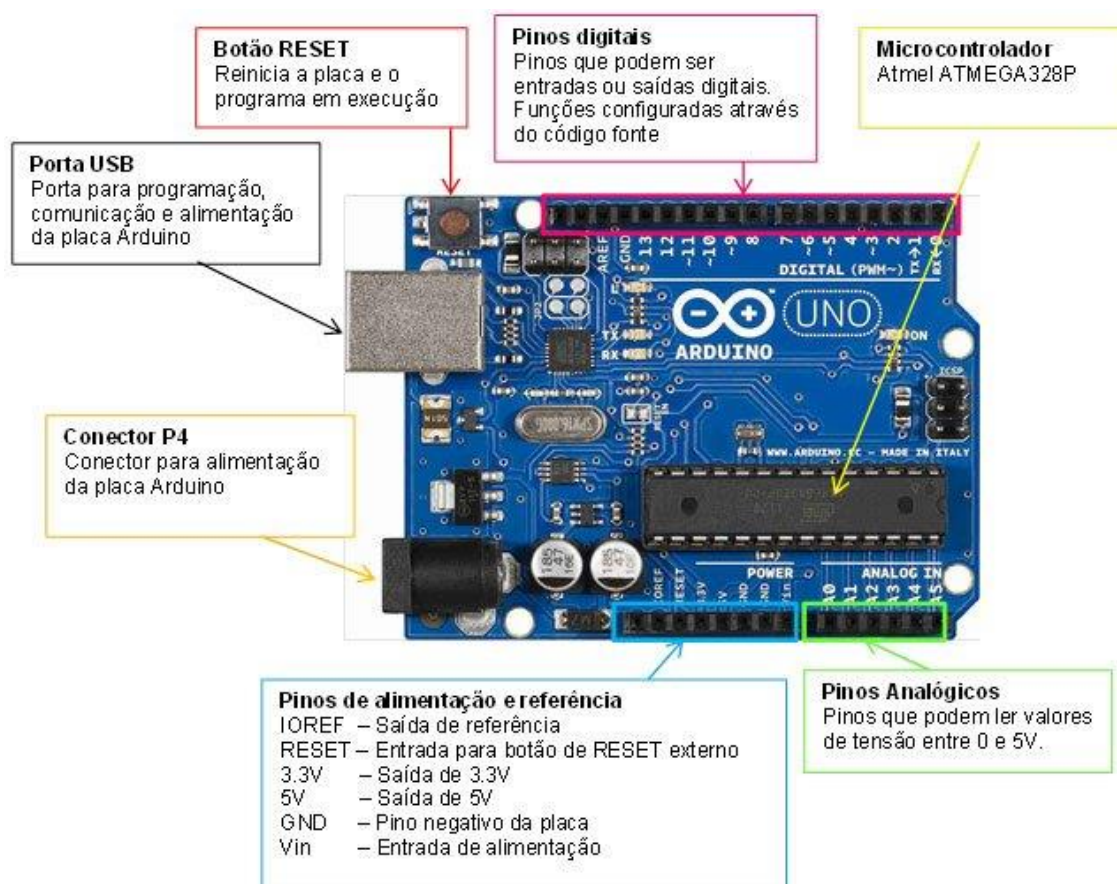 Botão RESET
Reinicia a placa e o
programa em execução
Pinos digitais
Pinos que podem ser
entradas ou saídas digitais.
Funções configuradas através
do código fonte
Microcontrolador
Atmel ATMEGA328P
Porta USB
Porta para programação,
comunicação e alimentação
da placa Arduino
Conector P4
Conector para alimentação
da placa Arduino
RESET
AREF
GND
13
12
~11
~10
~9
8
7
~6
~5
4
~3
2
TX→1
RX←0
DIGITAL (PWM~)
TX
RX
ARDUINO
UNO
ON
ICSP
WWW.ARDUINO.CC – MADE IN ITALY
POWER
ANALOG IN
IOREF
RESET
3.3V
5V
GND
GND
Vin
A0
A1
A2
A3
A4
A5
Pinos de alimentação e referência
IOREF – Saída de referência
RESET – Entrada para botão de RESET externo
3.3V – Saída de 3.3V
5V – Saída de 5V
GND – Pino negativo da placa
Vin – Entrada de alimentação
Pinos Analógicos
Pinos que podem ler valores
de tensão entre 0 e 5V.